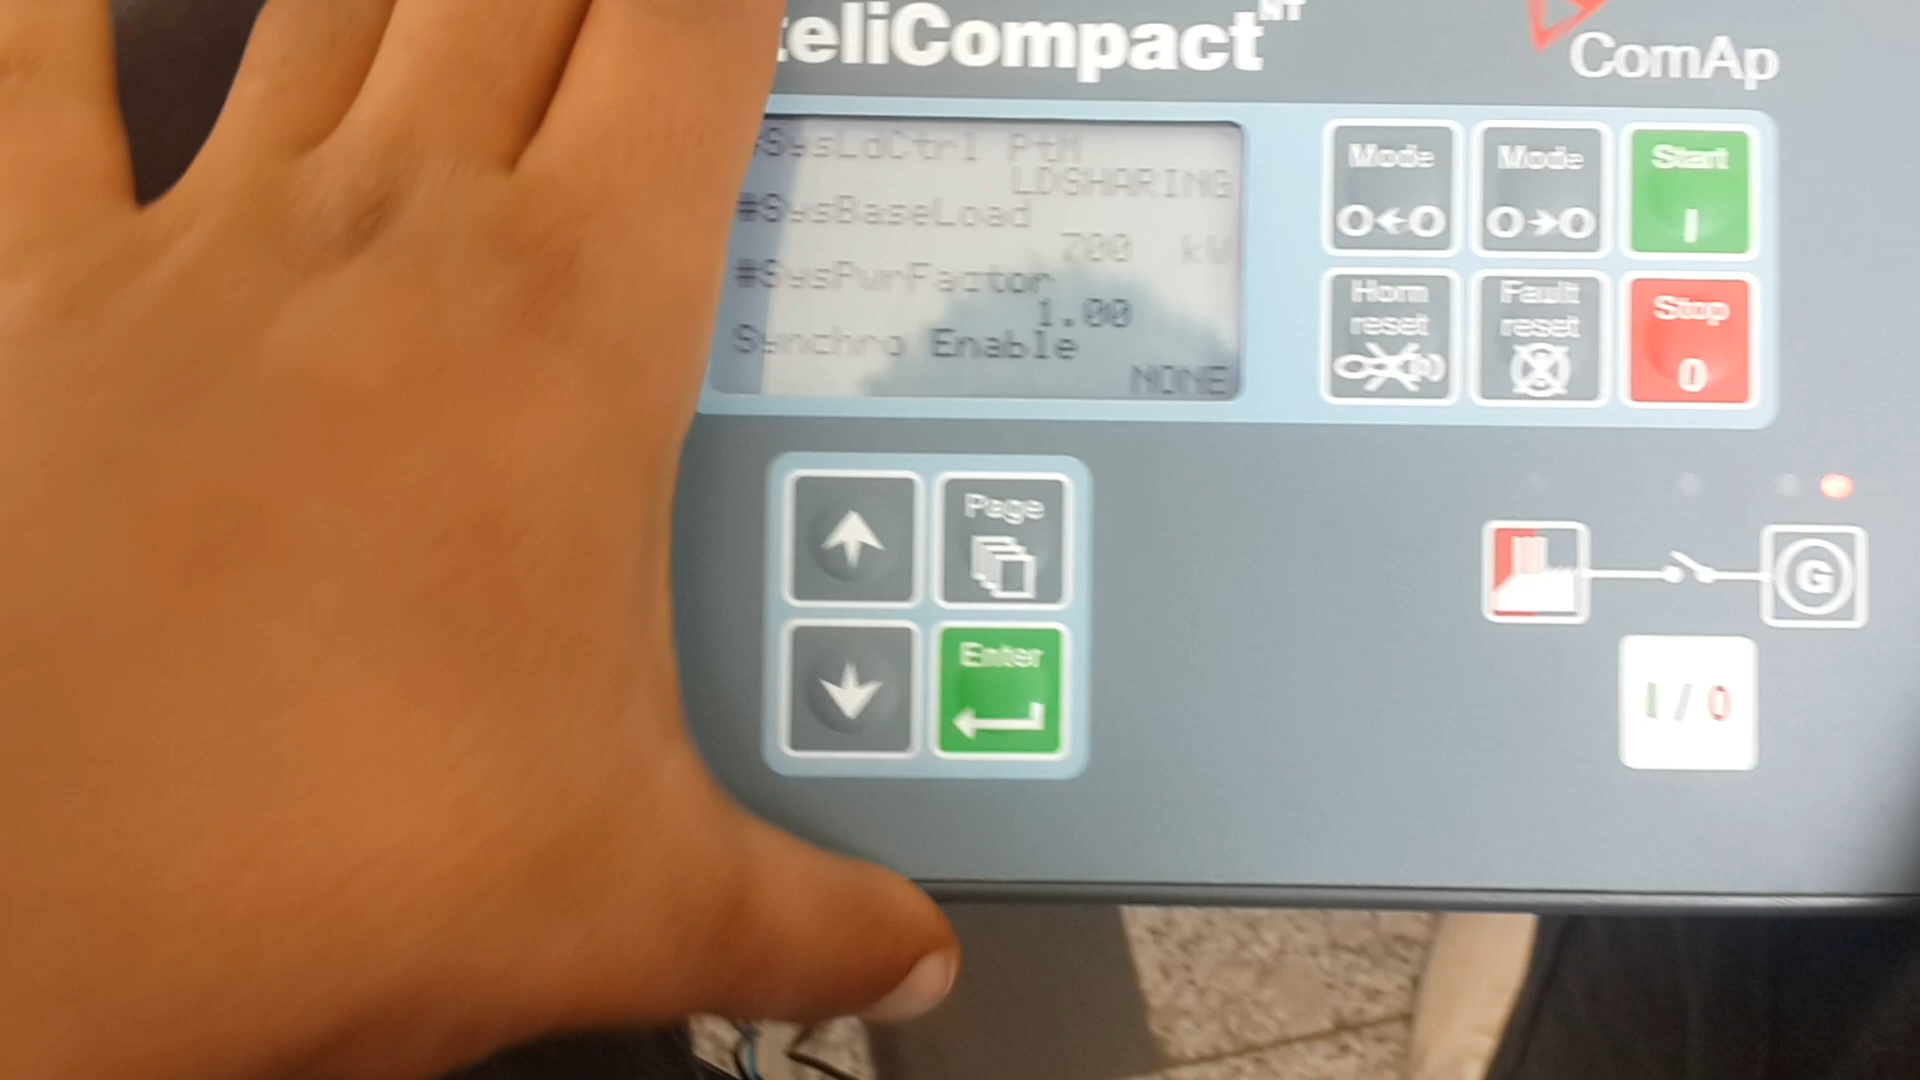 teliCompact NT
ComAp
#SysLdCtrl PtM
LDSHARING
#SysBaseLoad
700 kW
#SysPwrFactor
1.00
Synchro Enable
NONE
Mode
Mode
Start
I
Horn
reset
Fault
reset
Stop
0
Page
Enter
G
I / 0